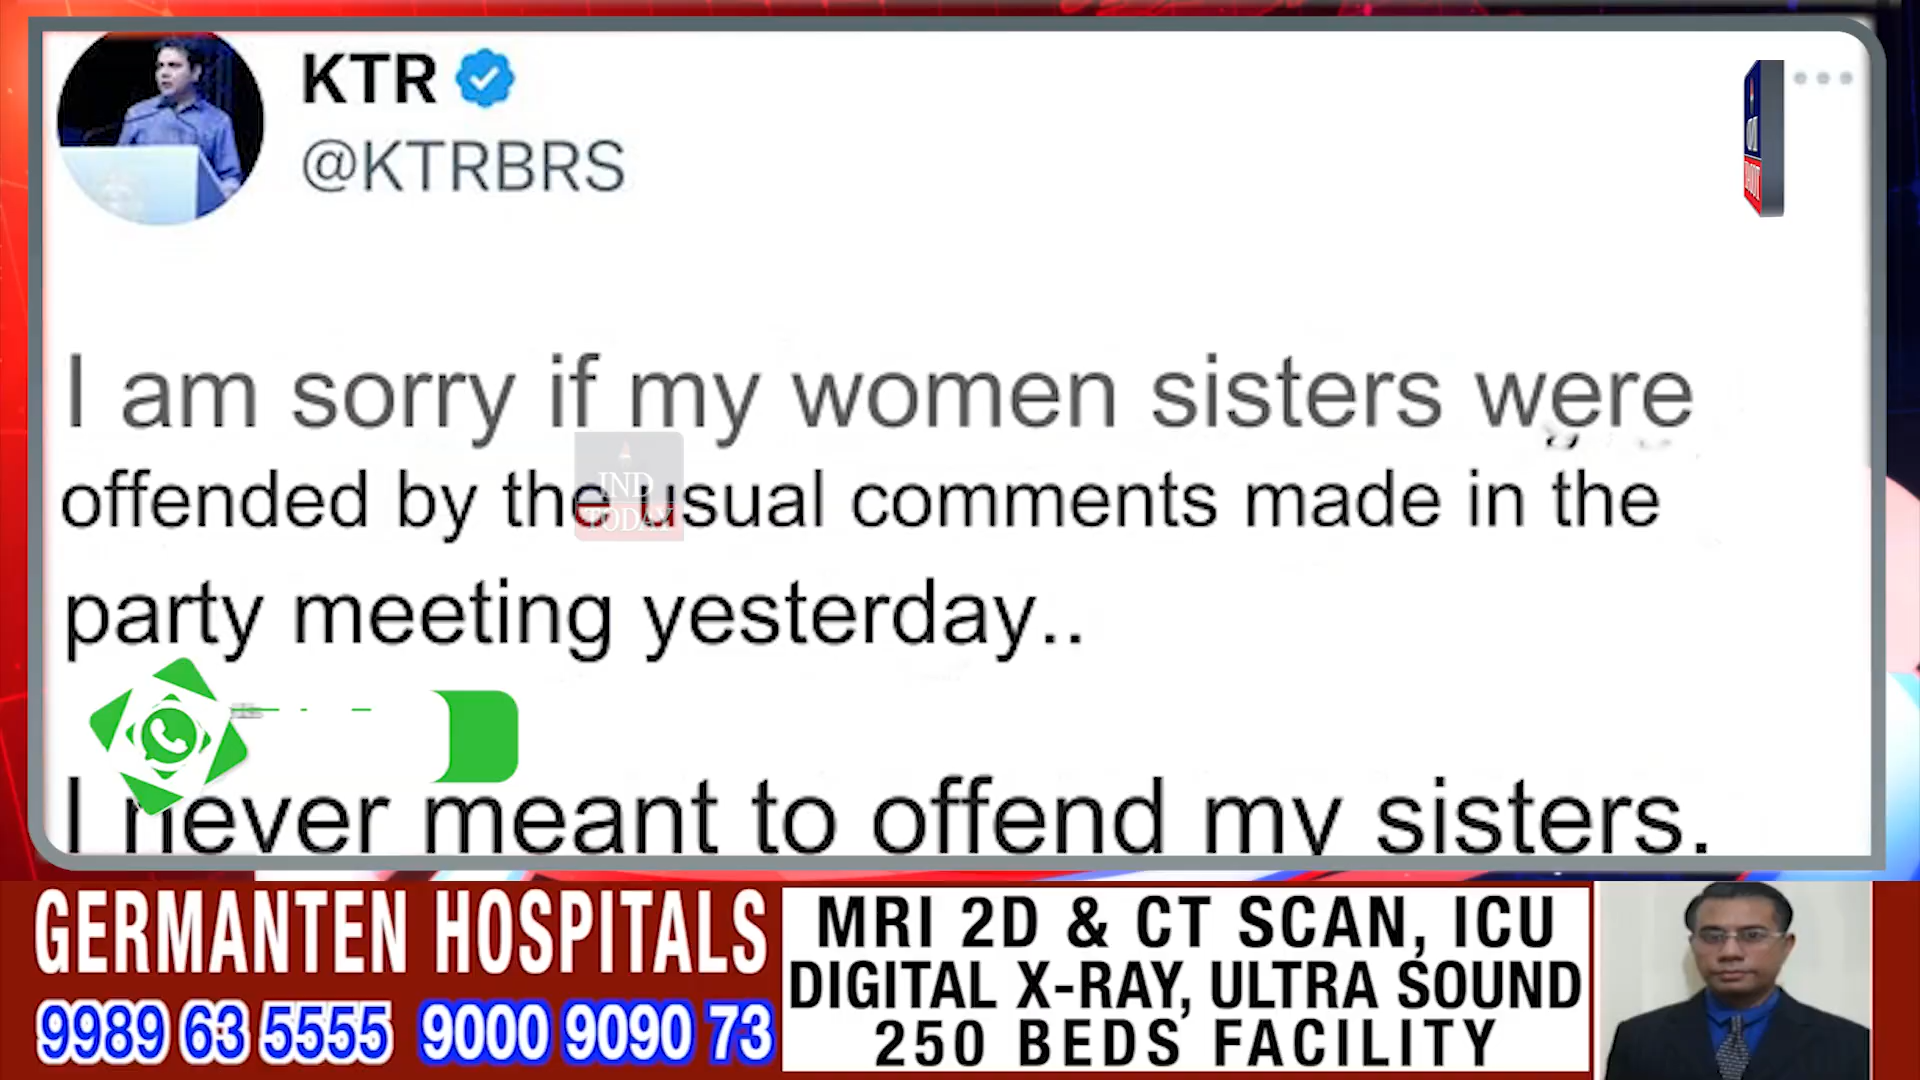 KTR
@KTRBRS
I am sorry if my women sisters were
offended by the usual comments made in the
party meeting yesterday..
I never meant to offend my sisters.
IND
TODAY
GERMANTEN HOSPITALS
9989 63 5555 9000 9090 73
MRI 2D & CT SCAN, ICU
DIGITAL X-RAY, ULTRA SOUND
250 BEDS FACILITY